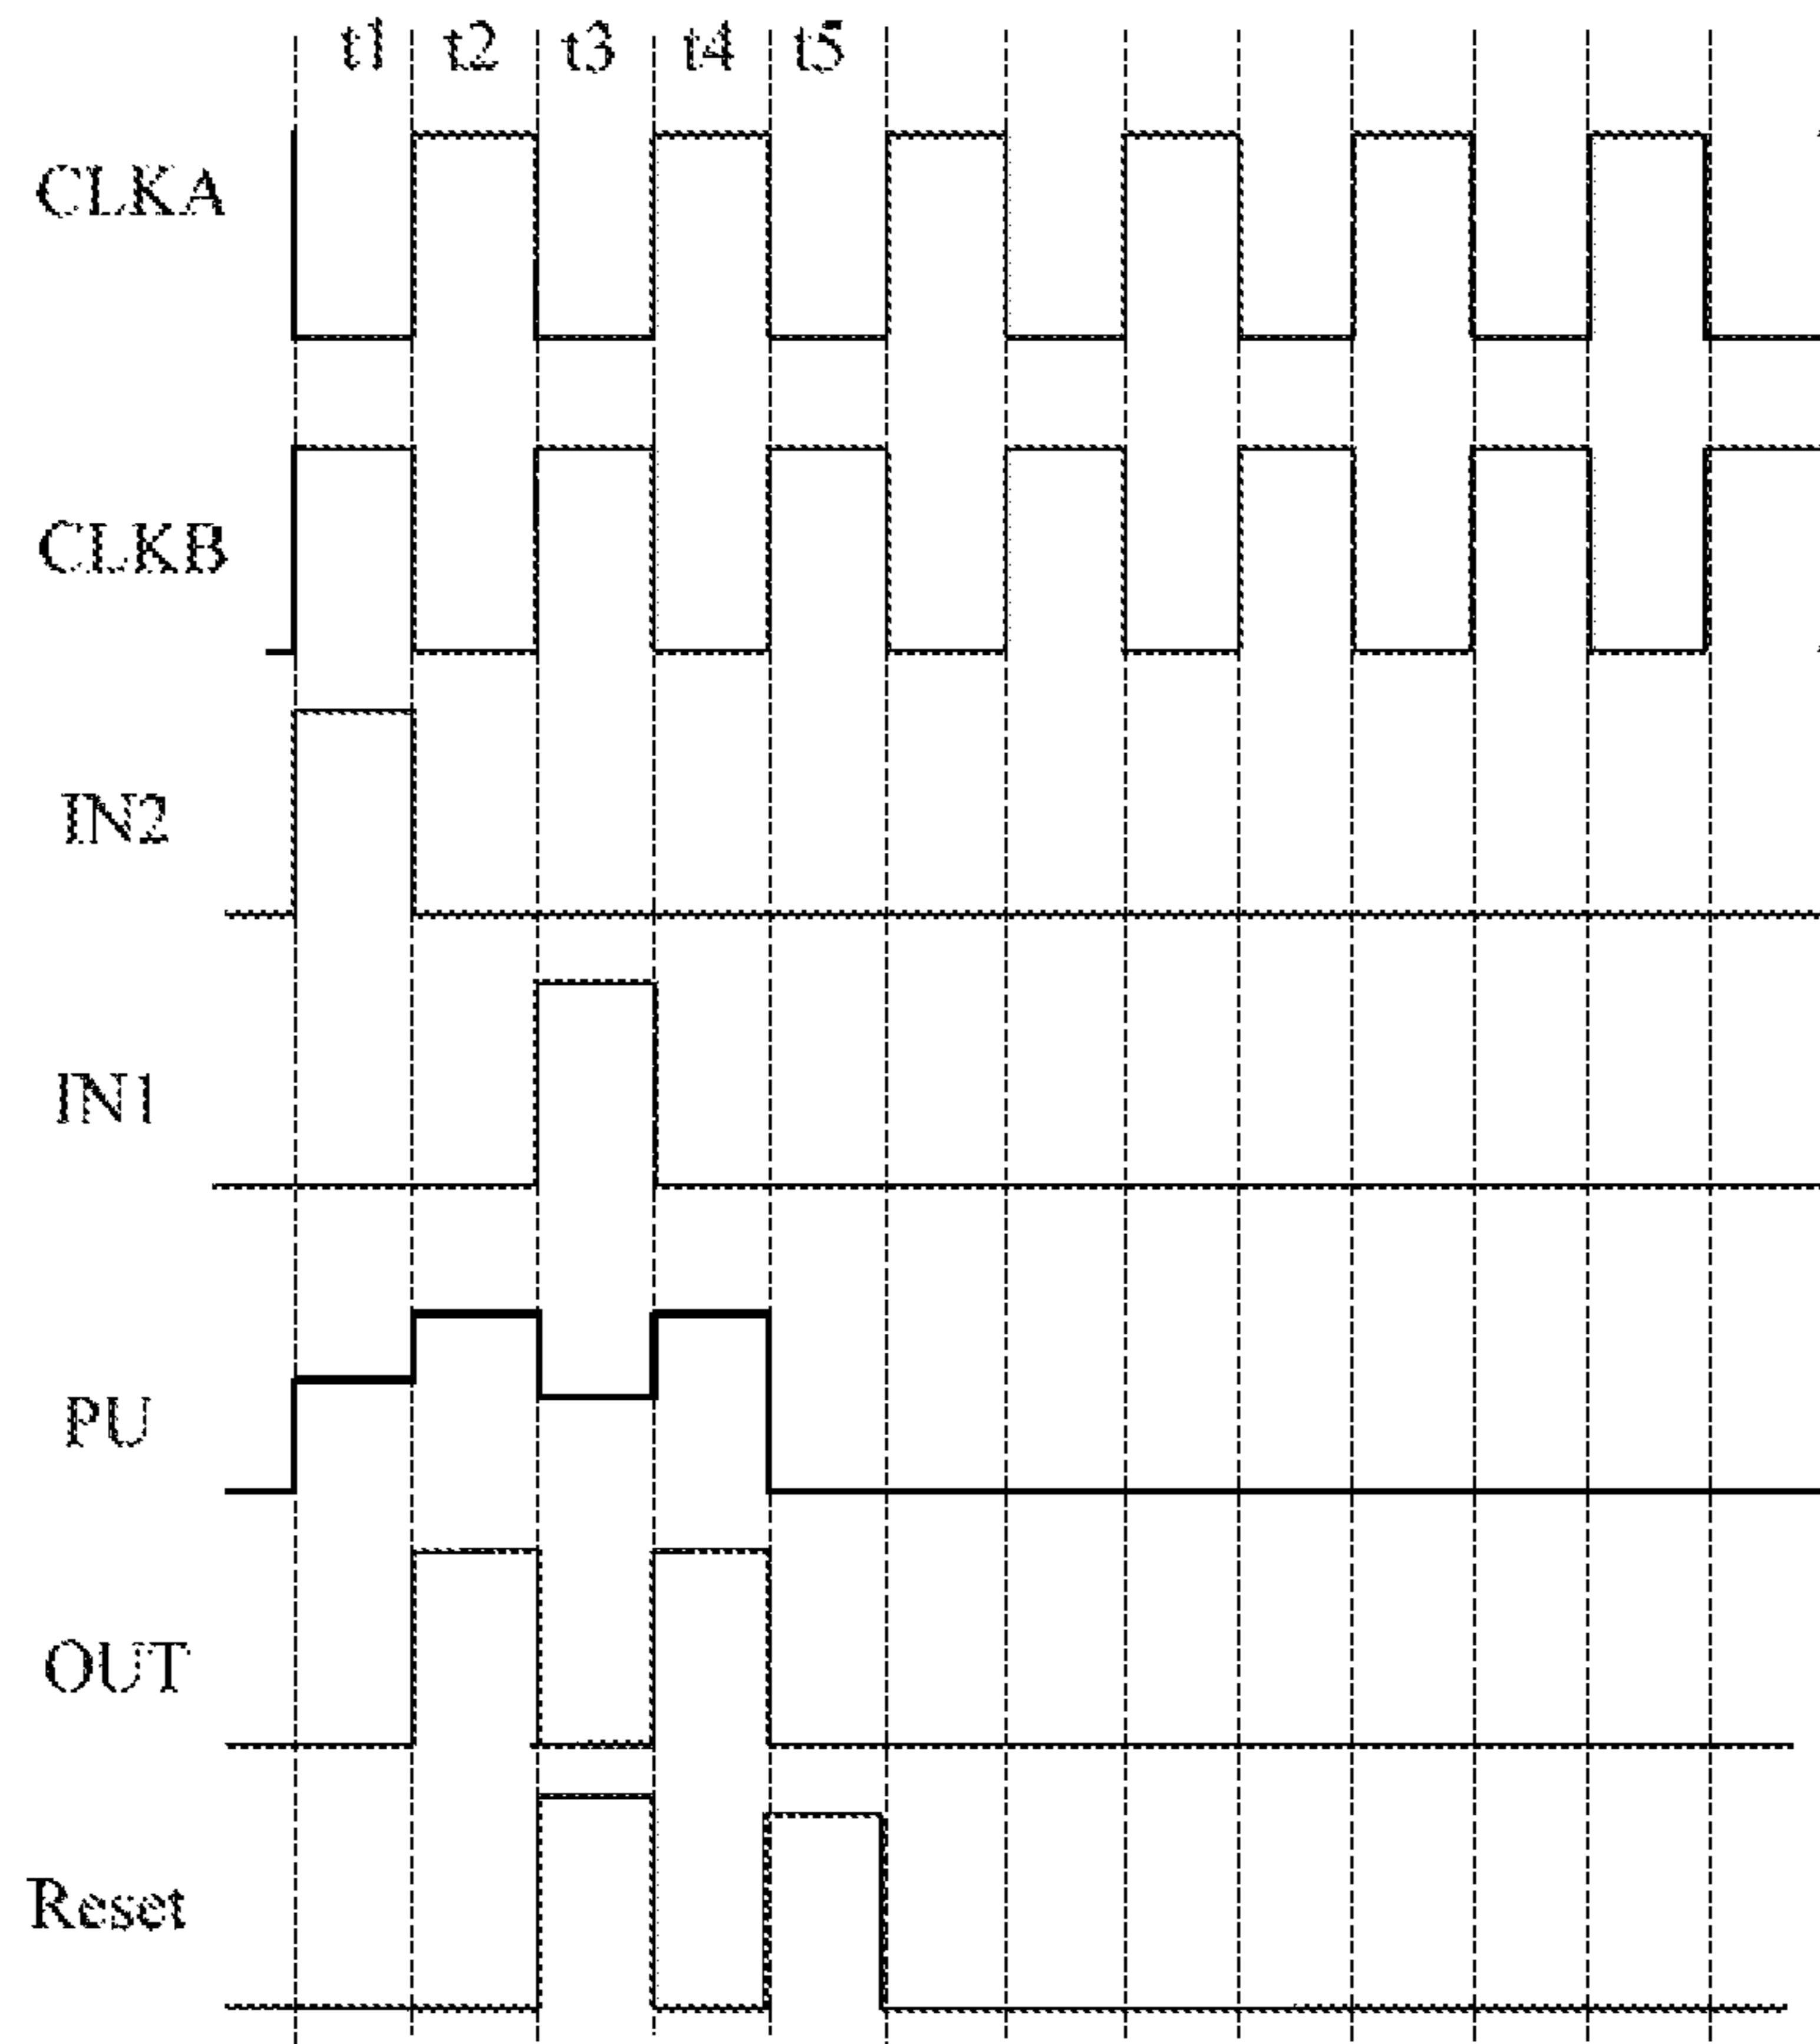 t1 t2 t3 t4 t5
CLKA
CLKB
IN2
IN1
PU
OUT
Reset